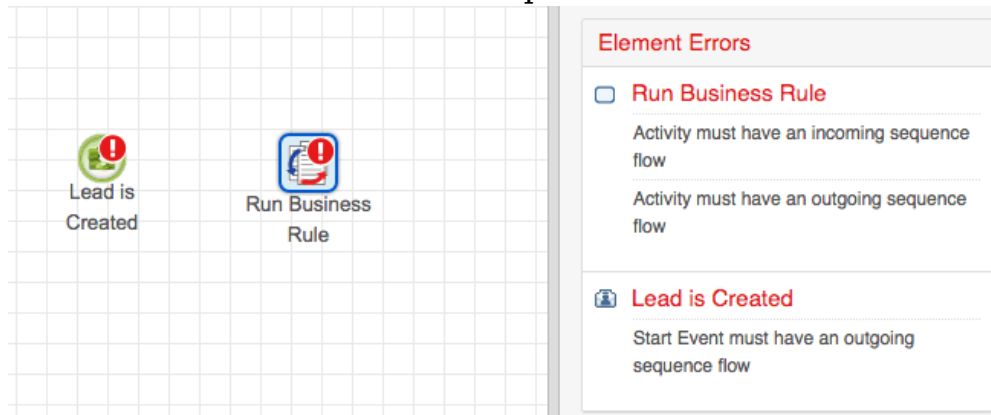 Lead is
Created
Run Business
Rule
Element Errors
Run Business Rule
Activity must have an incoming sequence
flow
Activity must have an outgoing sequence
flow
Lead is Created
Start Event must have an outgoing
sequence flow